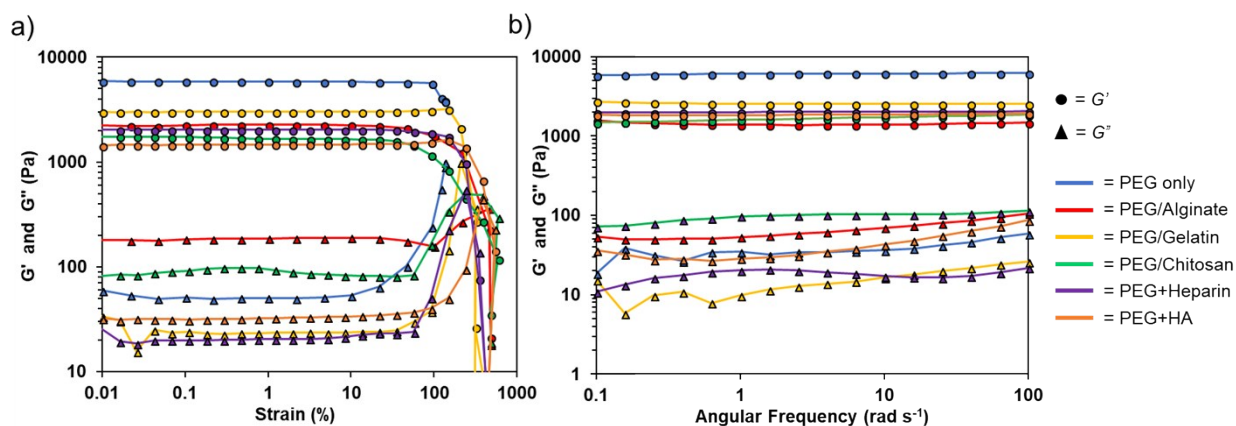 a)
b)
G' and G'' (Pa)
10000
1000
100
10
0.01
0.1
1
10
100
1000
Strain (%)
G' and G'' (Pa)
10000
1000
100
10
1
0.1
1
10
100
Angular Frequency (rad s⁻¹)
= G'
= G"
= PEG only
= PEG/Alginate
= PEG/Gelatin
= PEG/Chitosan
= PEG+Heparin
= PEG+HA